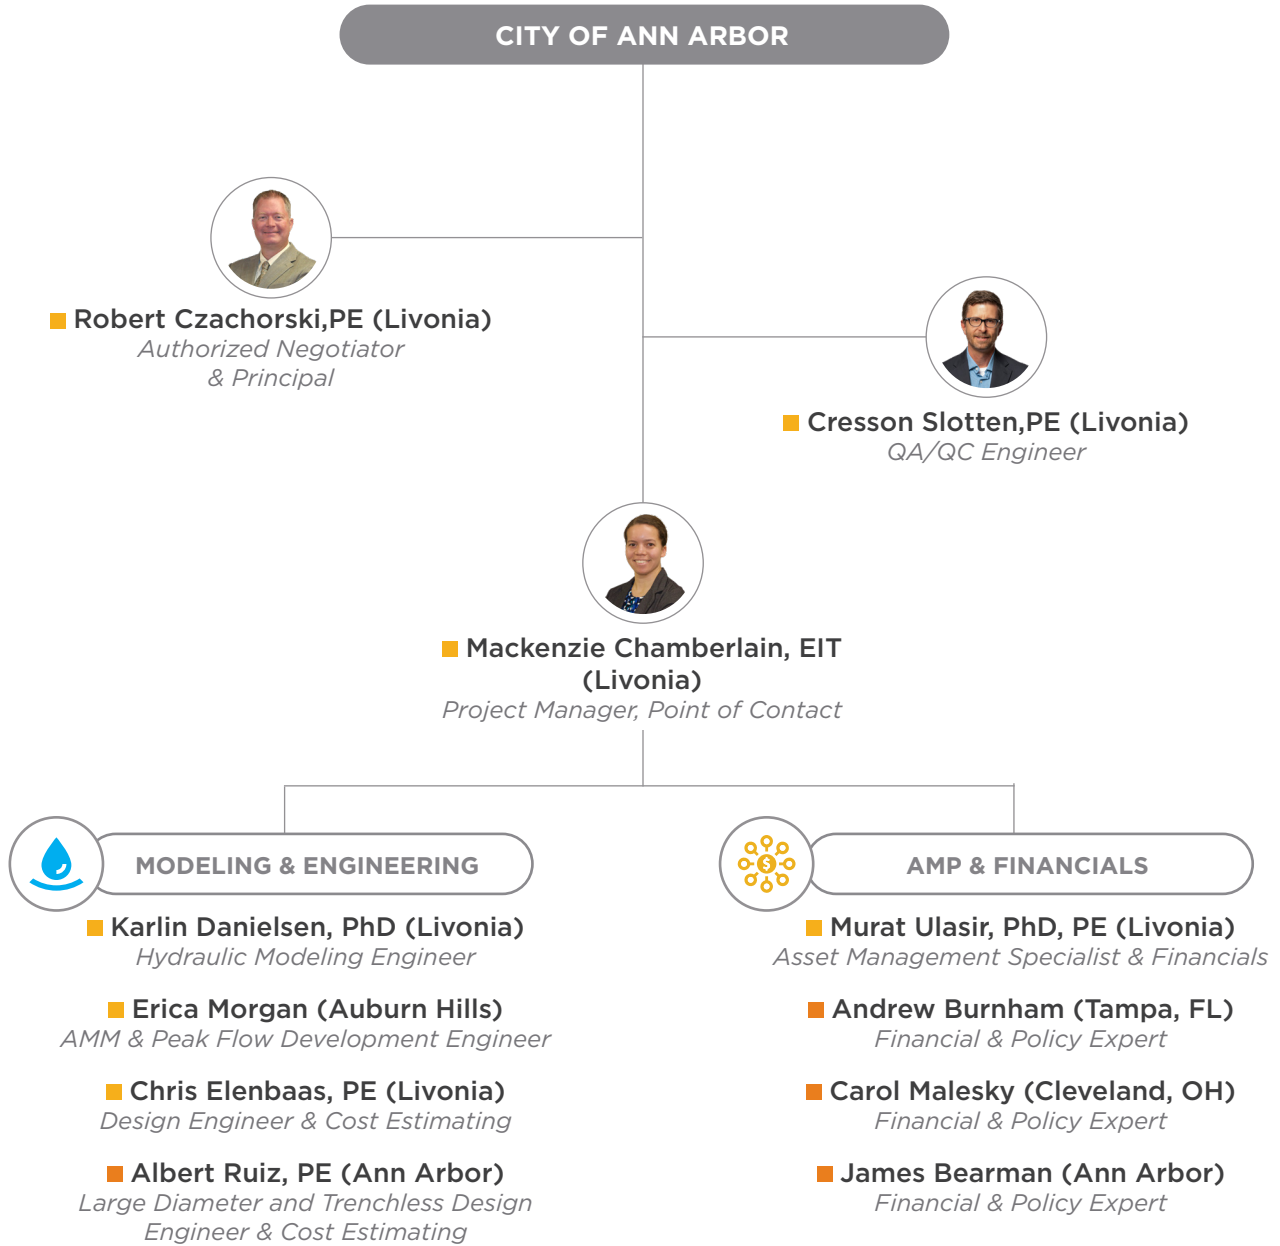 CITY OF ANN ARBOR
Robert Czachorski,PE (Livonia)
Authorized Negotiator
& Principal
Cresson Slotten,PE (Livonia)
QA/QC Engineer
Mackenzie Chamberlain, EIT
(Livonia)
Project Manager, Point of Contact
MODELING & ENGINEERING
Karlin Danielsen, PhD (Livonia)
Hydraulic Modeling Engineer
Erica Morgan (Auburn Hills)
AMM & Peak Flow Development Engineer
Chris Elenbaas, PE (Livonia)
Design Engineer & Cost Estimating
Albert Ruiz, PE (Ann Arbor)
Large Diameter and Trenchless Design
Engineer & Cost Estimating
$
AMP & FINANCIALS
Murat Ulasir, PhD, PE (Livonia)
Asset Management Specialist & Financials
Andrew Burnham (Tampa, FL)
Financial & Policy Expert
Carol Malesky (Cleveland, OH)
Financial & Policy Expert
James Bearman (Ann Arbor)
Financial & Policy Expert